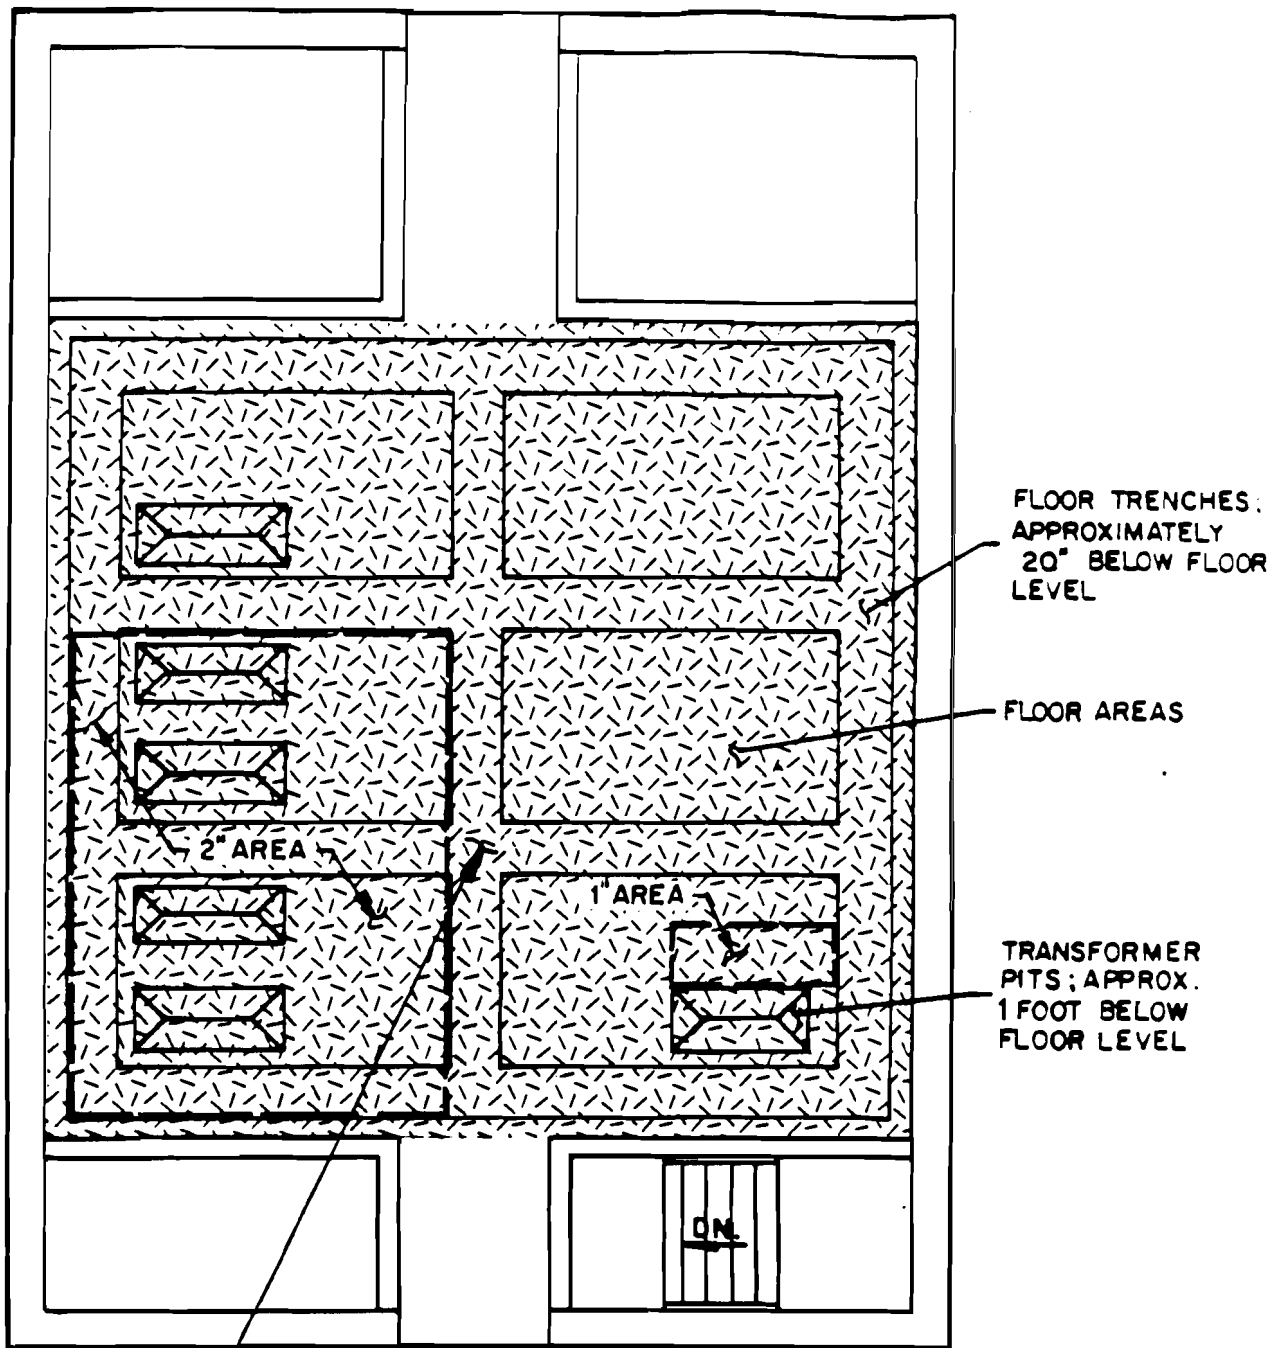 FLOOR TRENCHES;
APPROXIMATELY
20" BELOW FLOOR
LEVEL
FLOOR AREAS
2" AREA
1" AREA
TRANSFORMER
PITS; APPROX.
1 FOOT BELOW
FLOOR LEVEL
DN.